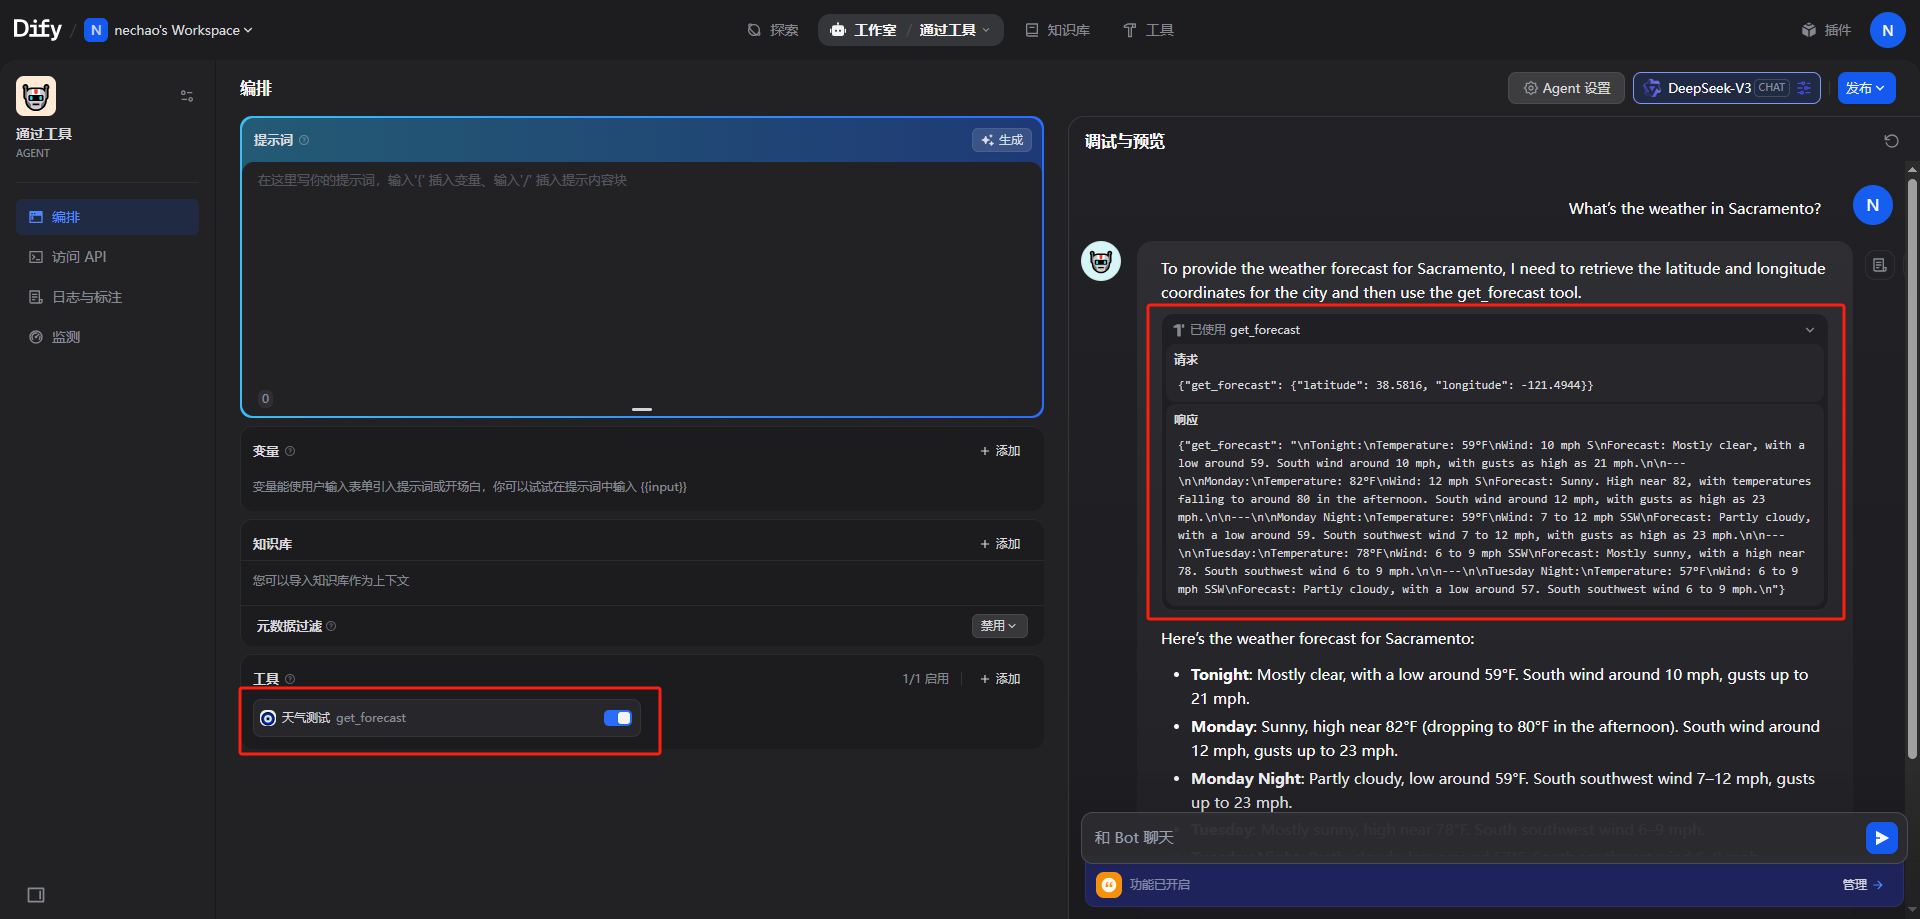 Dify / N nechao's Workspace
探索
工作室 / 通过工具
知识库
工具
插件
N
通过工具
AGENT
编排
访问 API
日志与标注
监测
编排
Agent 设置
DeepSeek-V3 CHAT
发布
提示词
生成
在这里写你的提示词，输入'{' 插入变量、输入'/' 插入提示内容块
0
变量
+ 添加
变量能使用户输入表单引入提示词或开场白，你可以试试在提示词中输入 {{input}}
知识库
+ 添加
您可以导入知识库作为上下文
元数据过滤
禁用
工具
1/1 启用
+ 添加
天气测试 get_forecast
调试与预览
What's the weather in Sacramento?
N
To provide the weather forecast for Sacramento, I need to retrieve the latitude and longitude
coordinates for the city and then use the get_forecast tool.
已使用 get_forecast
请求
{"get_forecast": {"latitude": 38.5816, "longitude": -121.4944}}
响应
{"get_forecast": "\nTonight:\nTemperature: 59°F\nWind: 10 mph S\nForecast: Mostly clear, with a
low around 59. South wind around 10 mph, with gusts as high as 21 mph.\n\n---
\n\nMonday:\nTemperature: 82°F\nWind: 12 mph S\nForecast: Sunny. High near 82, with temperatures
falling to around 80 in the afternoon. South wind around 12 mph, with gusts as high as 23
mph.\n\n---\n\nMonday Night:\nTemperature: 59°F\nWind: 7 to 12 mph SSW\nForecast: Partly cloudy,
with a low around 59. South southwest wind 7 to 12 mph, with gusts as high as 23 mph.\n\n---
\n\nTuesday:\nTemperature: 78°F\nWind: 6 to 9 mph SSW\nForecast: Mostly sunny, with a high near
78. South southwest wind 6 to 9 mph.\n\n---\n\nTuesday Night:\nTemperature: 57°F\nWind: 6 to 9
mph SSW\nForecast: Partly cloudy, with a low around 57. South southwest wind 6 to 9 mph.\n"}
Here's the weather forecast for Sacramento:
• Tonight: Mostly clear, with a low around 59°F. South wind around 10 mph, gusts up to
21 mph.
• Monday: Sunny, high near 82°F (dropping to 80°F in the afternoon). South wind around
12 mph, gusts up to 23 mph.
• Monday Night: Partly cloudy, low around 59°F. South southwest wind 7–12 mph, gusts
up to 23 mph.
• Tuesday: Mostly sunny, high near 78°F. South southwest wind 6–9 mph.
和 Bot 聊天
功能已开启
管理